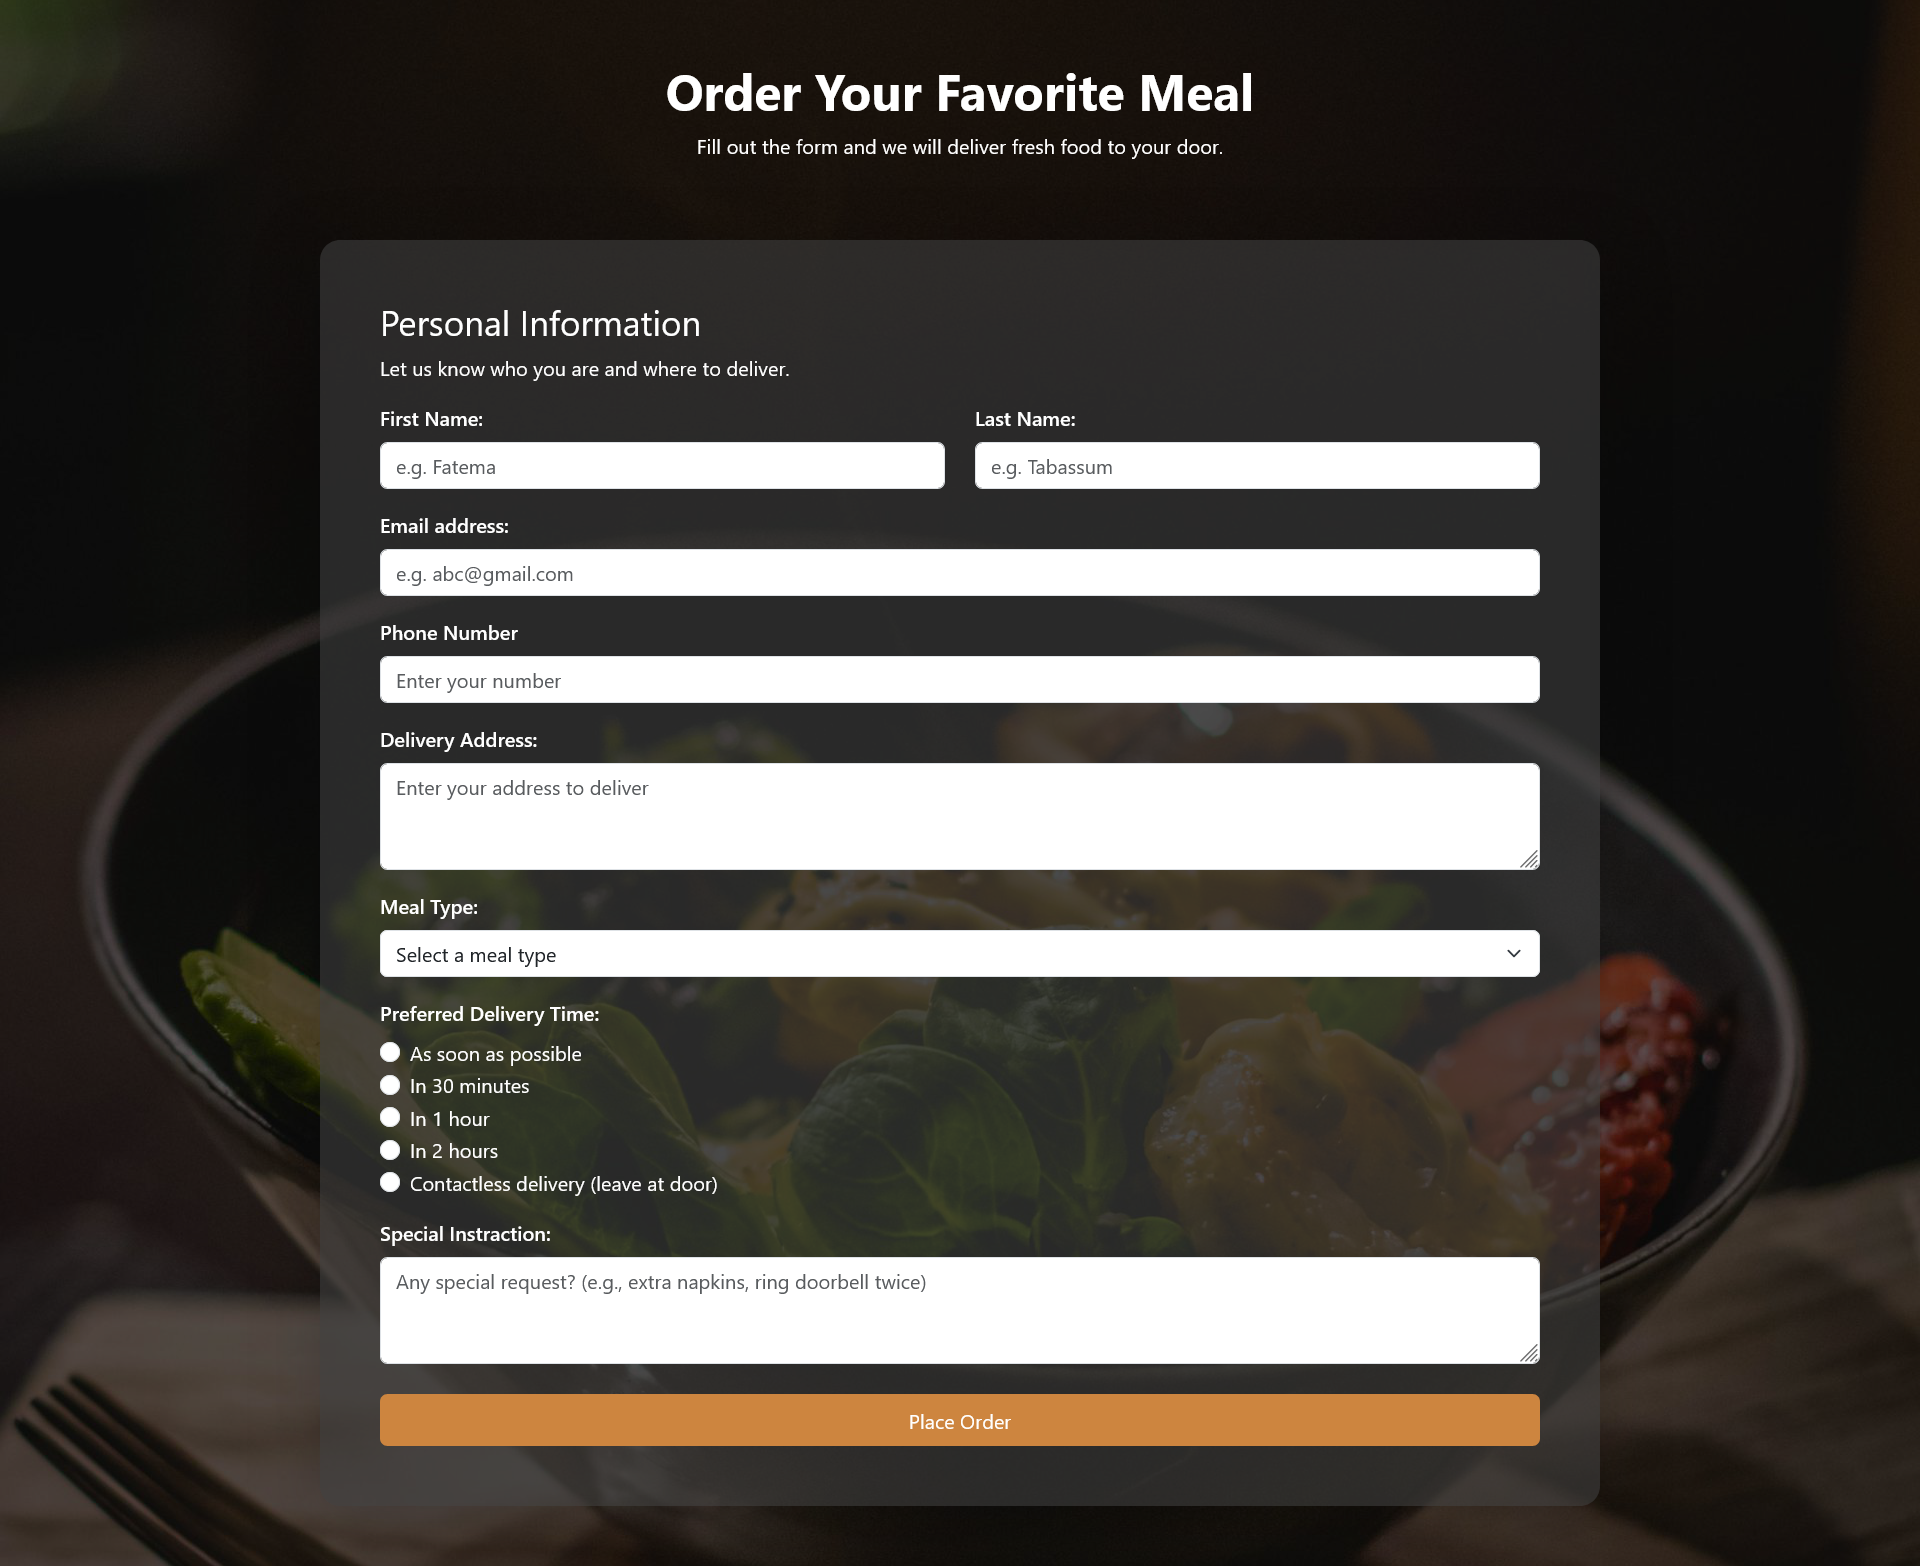 Order Your Favorite Meal
Fill out the form and we will deliver fresh food to your door.
Personal Information
Let us know who you are and where to deliver.
First Name:
Last Name:
e.g. Fatema
e.g. Tabassum
Email address:
e.g. abc@gmail.com
Phone Number
Enter your number
Delivery Address:
Enter your address to deliver
Meal Type:
Select a meal type
Preferred Delivery Time:
As soon as possible
In 30 minutes
In 1 hour
In 2 hours
Contactless delivery (leave at door)
Special Instraction:
Any special request? (e.g., extra napkins, ring doorbell twice)
Place Order